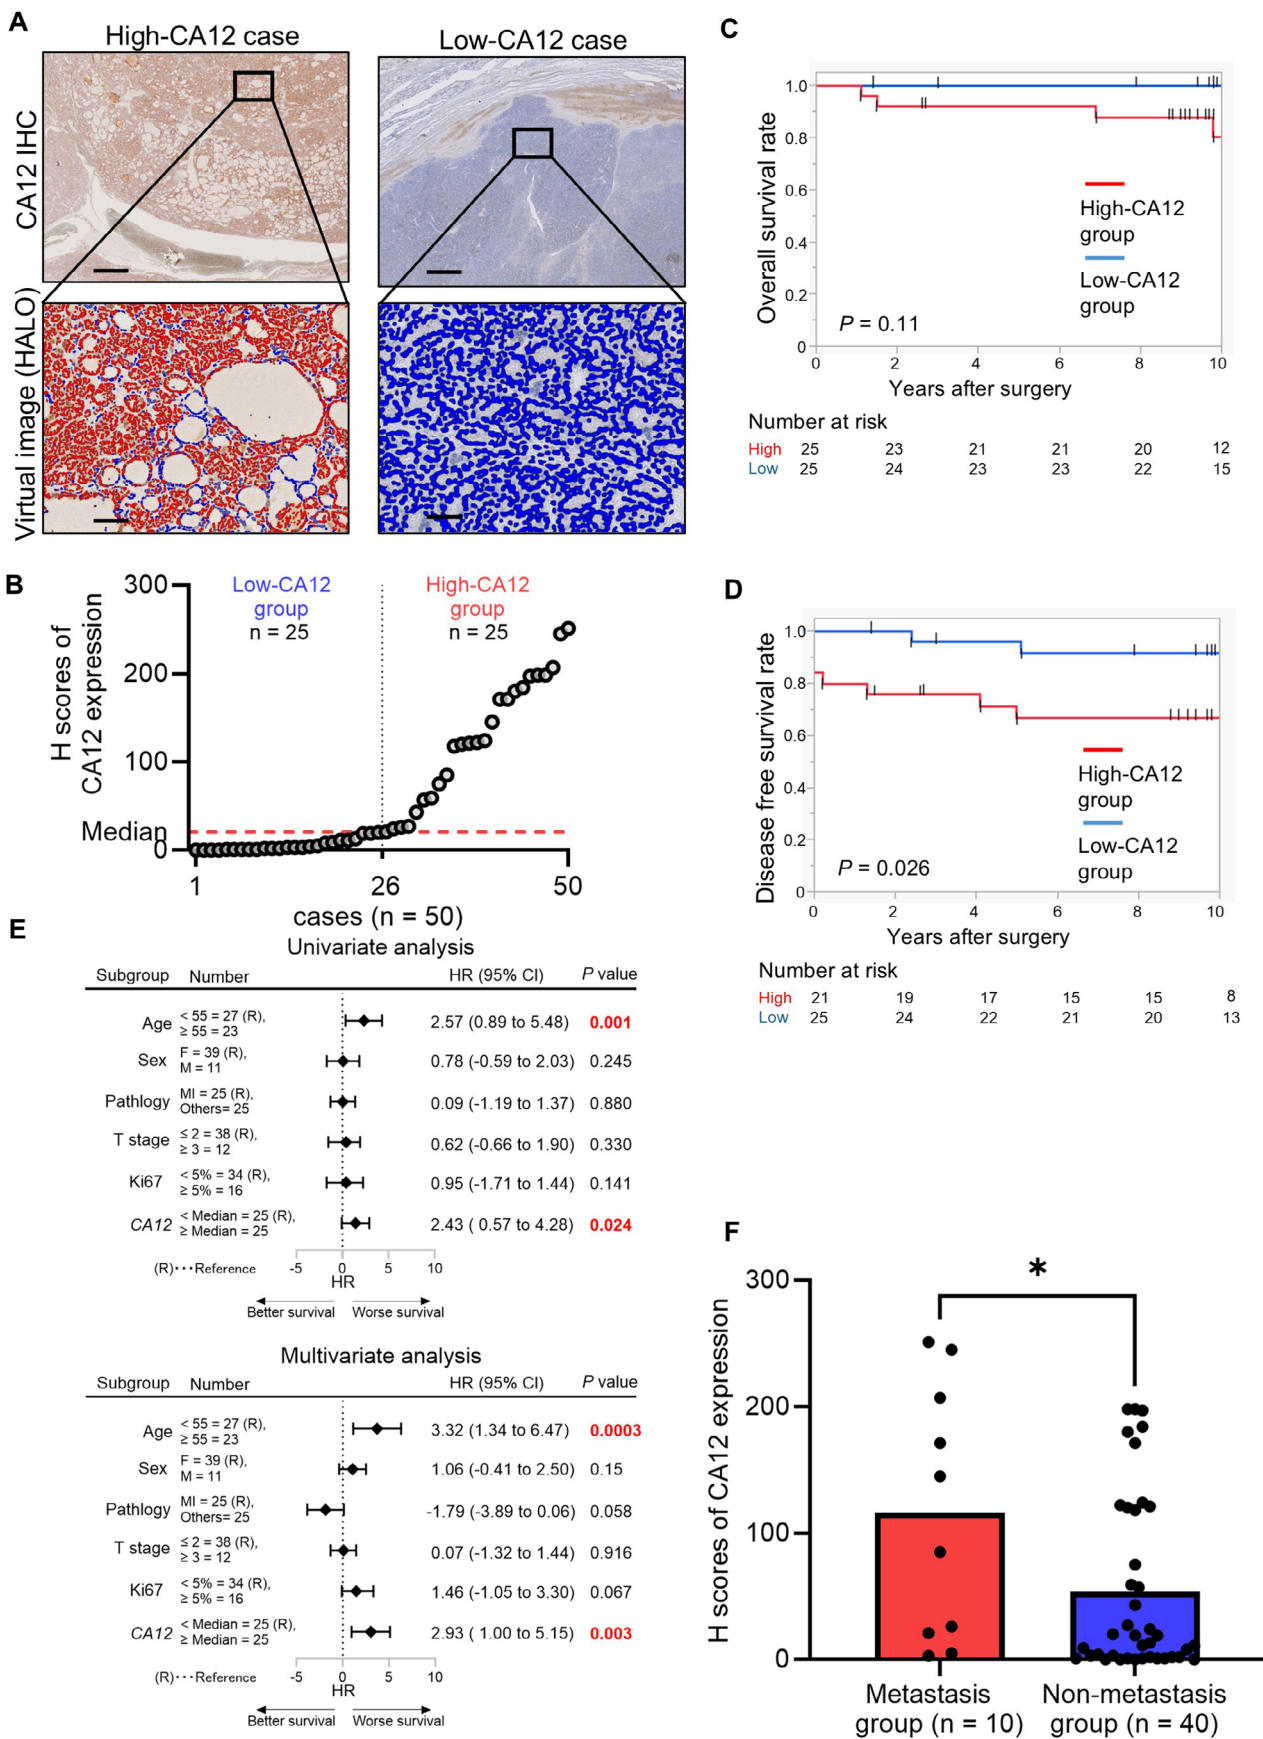 A
High-CA12 case
Low-CA12 case
CA12 IHC
Virtual image (HALO)
B
300
200
100
Median
0
H scores of
CA12 expression
Low-CA12
group
n = 25
High-CA12
group
n = 25
1
26
50
cases (n = 50)
C
1.0
0.8
0.6
0.4
0.2
0
Overall survival rate
High-CA12
group
Low-CA12
group
P = 0.11
0
2
4
6
8
10
Years after surgery
Number at risk
High 25 23 21 21 20 12
Low 25 24 23 23 22 15
D
1.0
0.8
0.6
0.4
0.2
0
Disease free survival rate
High-CA12
group
Low-CA12
group
P = 0.026
0
2
4
6
8
10
Years after surgery
Number at risk
High 21 19 17 15 15 8
Low 25 24 22 21 20 13
E
Univariate analysis
Subgroup Number HR (95% CI) P value
Age < 55 = 27 (R), ≥ 55 = 23 2.57 (0.89 to 5.48) 0.001
Sex F = 39 (R), M = 11 0.78 (-0.59 to 2.03) 0.245
Pathlogy MI = 25 (R), Others= 25 0.09 (-1.19 to 1.37) 0.880
T stage ≤ 2 = 38 (R), ≥ 3 = 12 0.62 (-0.66 to 1.90) 0.330
Ki67 < 5% = 34 (R), ≥ 5% = 16 0.95 (-1.71 to 1.44) 0.141
CA12 < Median = 25 (R), ≥ Median = 25 2.43 ( 0.57 to 4.28) 0.024
(R)･･･Reference
-5 0 5 10
HR
Better survival Worse survival
Multivariate analysis
Subgroup Number HR (95% CI) P value
Age < 55 = 27 (R), ≥ 55 = 23 3.32 (1.34 to 6.47) 0.0003
Sex F = 39 (R), M = 11 1.06 (-0.41 to 2.50) 0.15
Pathlogy MI = 25 (R), Others= 25 -1.79 (-3.89 to 0.06) 0.058
T stage ≤ 2 = 38 (R), ≥ 3 = 12 0.07 (-1.32 to 1.44) 0.916
Ki67 < 5% = 34 (R), ≥ 5% = 16 1.46 (-1.05 to 3.30) 0.067
CA12 < Median = 25 (R), ≥ Median = 25 2.93 ( 1.00 to 5.15) 0.003
(R)･･･Reference
-5 0 5 10
HR
Better survival Worse survival
F
*
300
200
100
0
H scores of CA12 expression
Metastasis
group (n = 10)
Non-metastasis
group (n = 40)